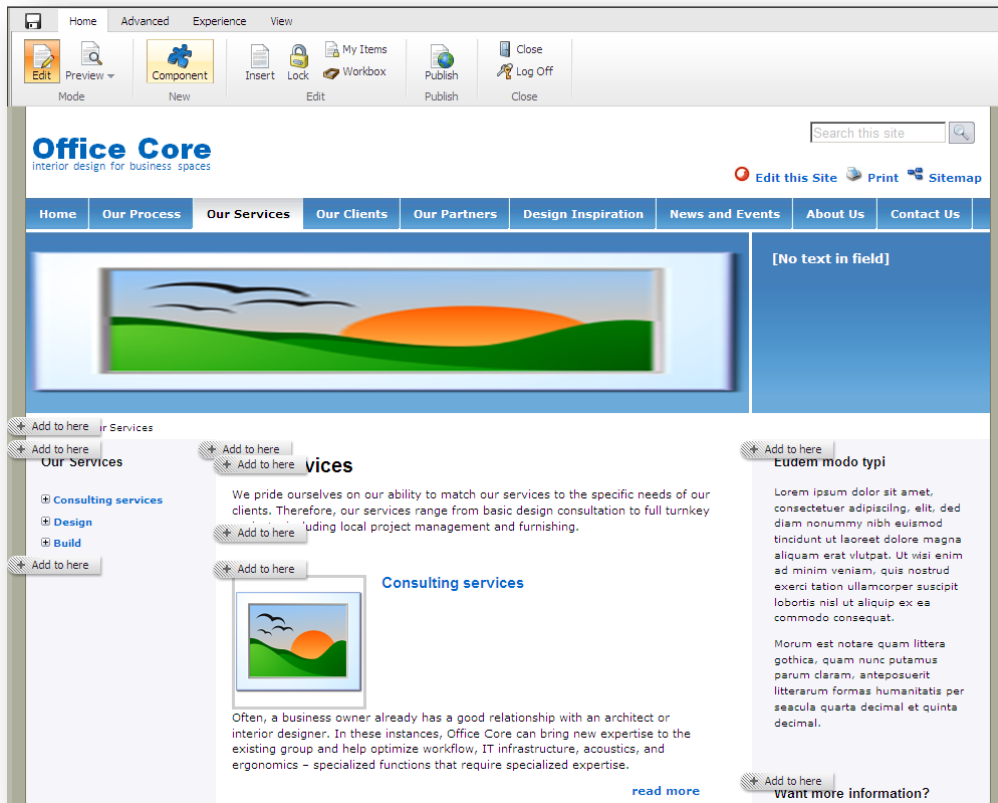 Home Advanced Experience View
Edit Preview Component Insert Lock My Items Workbox Publish Close Log Off
Mode New Edit Publish Close
Office Core
interior design for business spaces
Search this site
Edit this Site Print Sitemap
Home Our Process Our Services Our Clients Our Partners Design Inspiration News and Events About Us Contact Us
[No text in field]
Add to here
ur Services
Add to here
Our Services
Consulting services
Design
Build
Add to here
Add to here
Add to here
vices
We pride ourselves on our ability to match our services to the specific needs of our
clients. Therefore, our services range from basic design consultation to full turnkey
including local project management and furnishing.
Add to here
Add to here
Consulting services
Often, a business owner already has a good relationship with an architect or
interior designer. In these instances, Office Core can bring new expertise to the
existing group and help optimize workflow, IT infrastructure, acoustics, and
ergonomics – specialized functions that require specialized expertise.
read more
Add to here
Eudem modo typi
Lorem ipsum dolor sit amet,
consectetuer adipiscing, elit, ded
diam nonummy nibh euismod
tincidunt ut laoreet dolore magna
aliquam erat vlutpat. Ut wisi enim
ad minim veniam, quis nostrud
exerci tation ullamcorper suscipit
lobortis nisl ut aliquip ex ea
commodo consequat.
Morum est notare quam littera
gothica, quam nunc putamus
parum claram, anteposuerit
litterarum formas humanitatis per
seacula quarta decimal et quinta
decimal.
Add to here
Want more information?